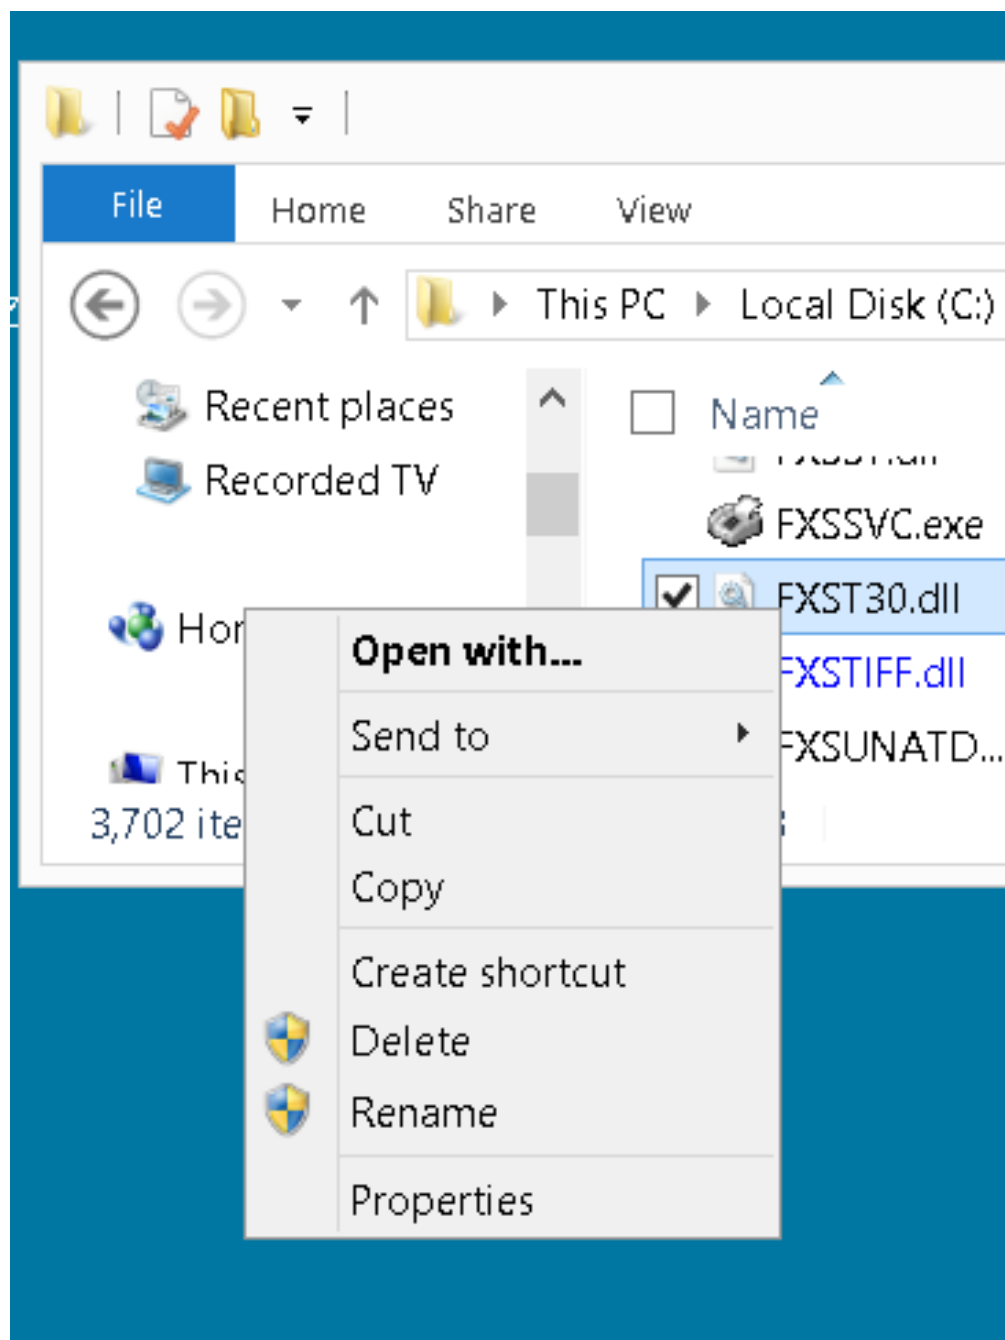 File Home Share View
This PC Local Disk (C:)
Recent places
Recorded TV
Name
FXSSVC.exe
FXST30.dll
FXSTIFF.dll
FXSUNATD...
3,702
Open with...
Send to
Cut
Copy
Create shortcut
Delete
Rename
Properties